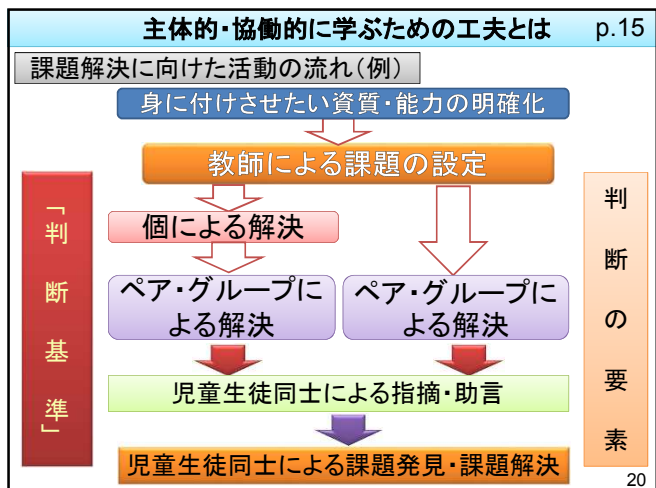 主体的・協働的に学ぶための工夫とは p.15
課題解決に向けた活動の流れ(例)
身に付けさせたい資質・能力の明確化
教師による課題の設定
個による解決
ペア・グループに
よる解決
ペア・グループに
よる解決
児童生徒同士による指摘・助言
児童生徒同士による課題発見・課題解決
「判断基準」
判断の要素
20